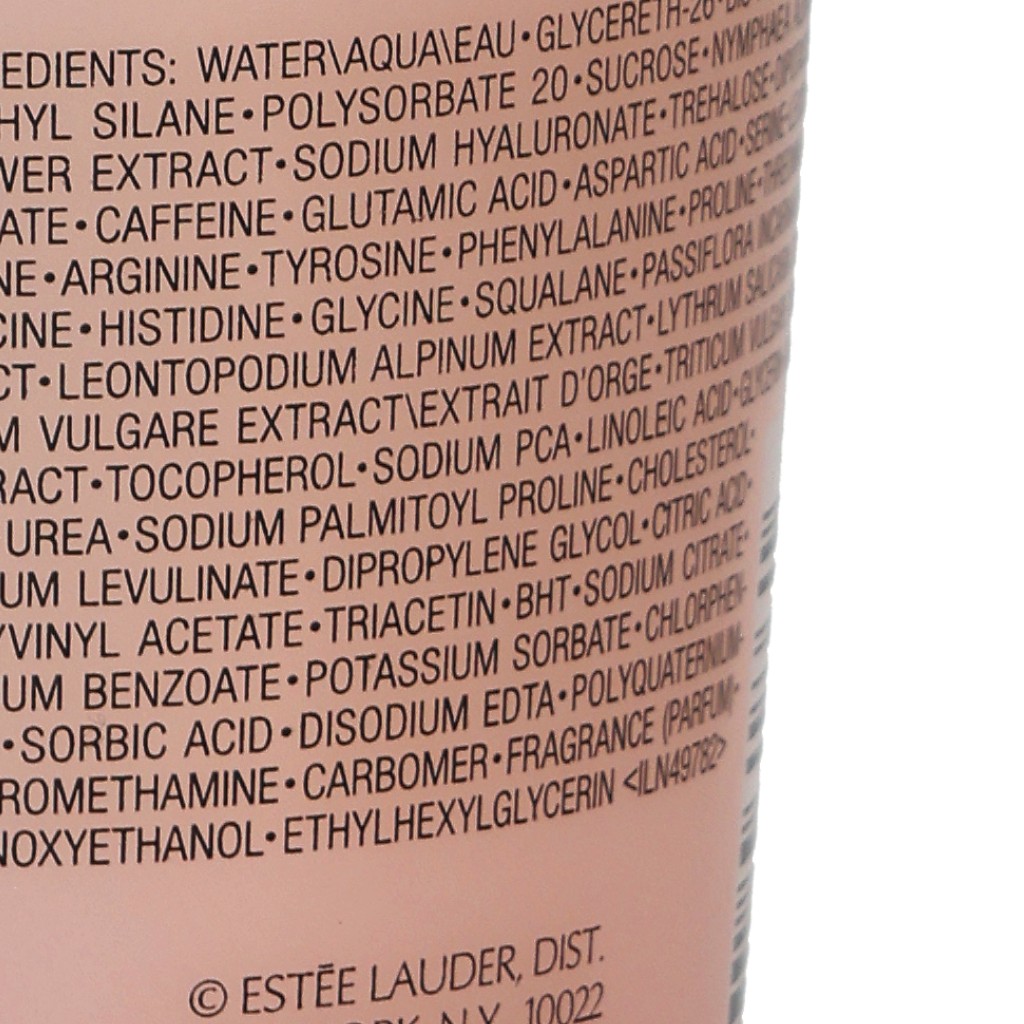 EDIENTS: WATER\AQUA\EAU•GLYCERETH-26•
HYL SILANE•POLYSORBATE 20•SUCROSE•NYMPHAEA
WER EXTRACT•SODIUM HYALURONATE•TREHALOSE•
ATE•CAFFEINE•GLUTAMIC ACID•ASPARTIC ACID•SERINE•
NE•ARGININE•TYROSINE•PHENYLALANINE•PROLINE•
CINE•HISTIDINE•GLYCINE•SQUALANE•PASSIFLORA
CT•LEONTOPODIUM ALPINUM EXTRACT•LYTHRUM
M VULGARE EXTRACT\EXTRAIT D'ORGE•TRITICUM
RACT•TOCOPHEROL•SODIUM PCA•LINOLEIC ACID•
UREA•SODIUM PALMITOYL PROLINE•CHOLESTEROL•
UM LEVULINATE•DIPROPYLENE GLYCOL•CITRIC ACID•
YVINYL ACETATE•TRIACETIN•BHT•SODIUM CITRATE•
UM BENZOATE•POTASSIUM SORBATE•CHLORPHEN-
•SORBIC ACID•DISODIUM EDTA•POLYQUATERNIUM-
ROMETHAMINE•CARBOMER•FRAGRANCE (PARFUM)•
NOXYETHANOL•ETHYLHEXYLGLYCERIN <ILN49782>
© ESTĒE LAUDER, DIST.
ORK, N.Y. 10022